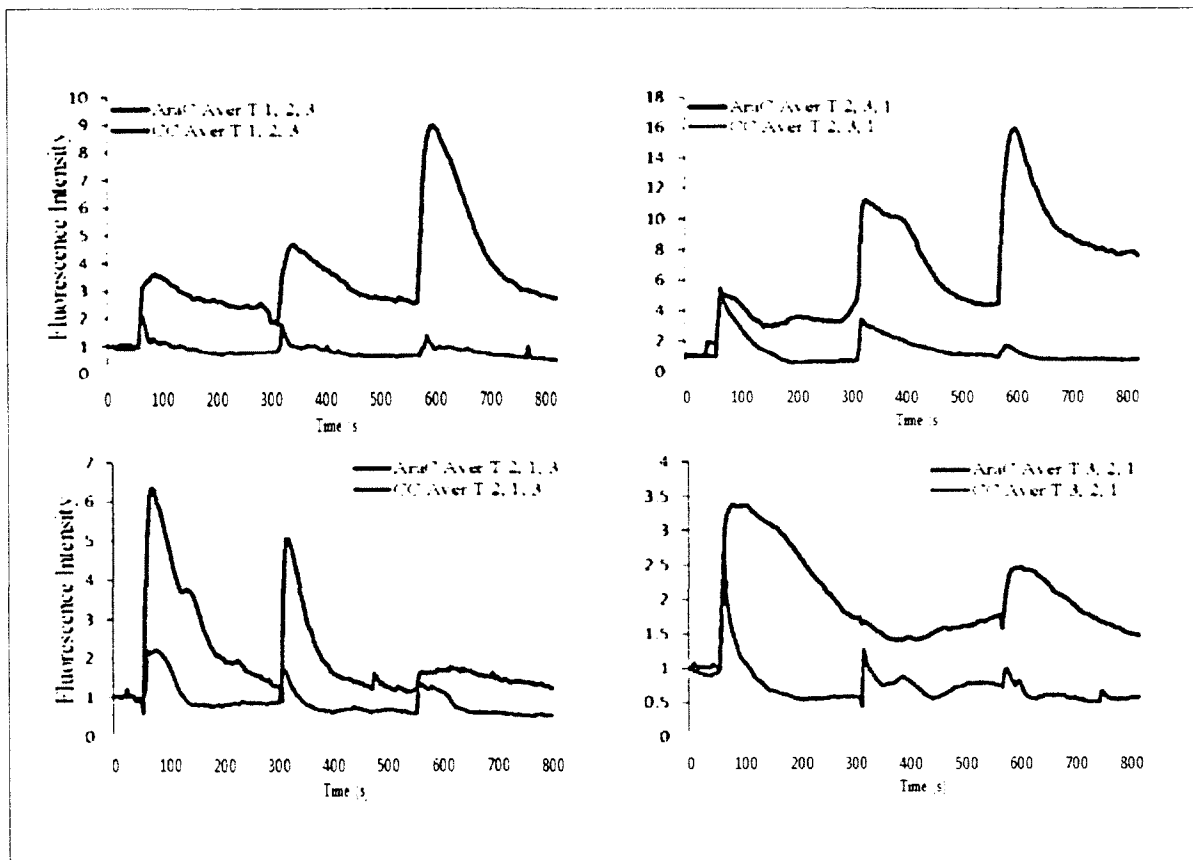 10
AraC Aver T 1, 2, 3
9
CC Aver T 1, 2, 3
8
7
6
5
4
3
2
1
0
Fluorescence Intensity
0 100 200 300 400 500 600 700 800
Time (s)
18
AraC Aver T 2, 3, 1
16
CC Aver T 2, 3, 1
14
12
10
8
6
4
2
0
0 100 200 300 400 500 600 700 800
Time (s)
7
AraC Aver T 2, 1, 3
CC Aver T 2, 1, 3
6
5
4
3
2
1
0
Fluorescence Intensity
0 100 200 300 400 500 600 700 800
Time (s)
4
AraC Aver T 3, 2, 1
CC Aver T 3, 2, 1
3.5
3
2.5
2
1.5
1
0.5
0
0 100 200 300 400 500 600 700 800
Time (s)